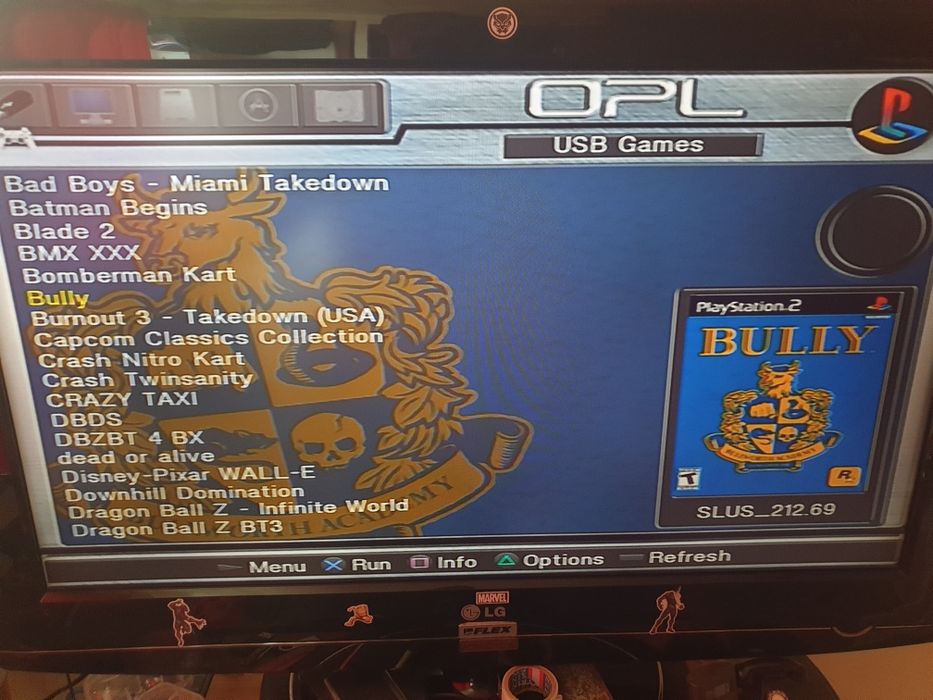 OPL
USB Games
Bad Boys - Miami Takedown
Batman Begins
Blade 2
BMX XXX
Bomberman Kart
Bully
Burnout 3 - Takedown (USA)
Capcom Classics Collection
Crash Nitro Kart
Crash Twinsanity
CRAZY TAXI
DBDS
DBZBT 4 BX
dead or alive
Disney Pixar WALL-E
Downhill Domination
Dragon Ball Z - Infinite World
Dragon Ball Z BT3
PlayStation 2
BULLY
BULLWORTH ACADEMY
T
R
SLUS_212.69
Menu Run Info Options Refresh
MARVEL
LG
FLEX